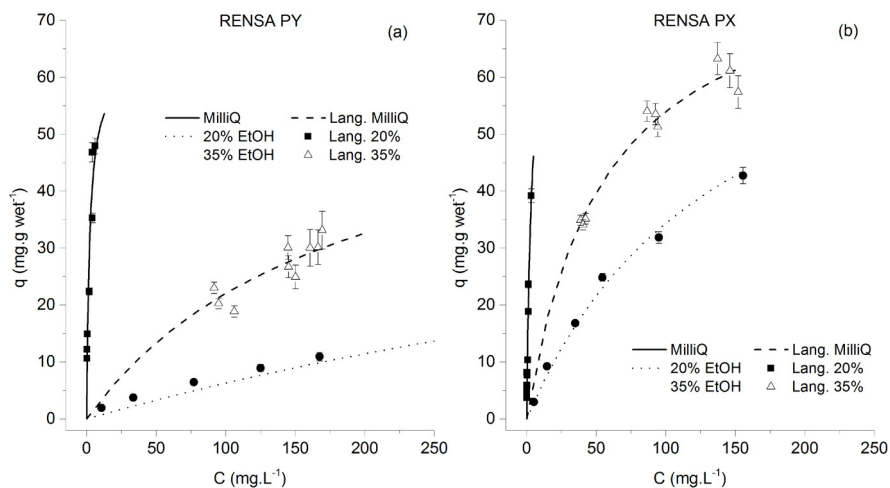 RENSA PY
(a)
70
60
50
40
30
20
10
0
q (mg.g wet⁻¹)
MilliQ
Lang. MilliQ
20% EtOH
Lang. 20%
35% EtOH
Lang. 35%
0
50
100
150
200
250
C (mg.L⁻¹)
RENSA PX
(b)
70
60
50
40
30
20
10
0
q (mg.g wet⁻¹)
MilliQ
Lang. MilliQ
20% EtOH
Lang. 20%
35% EtOH
Lang. 35%
0
50
100
150
200
250
C (mg.L⁻¹)